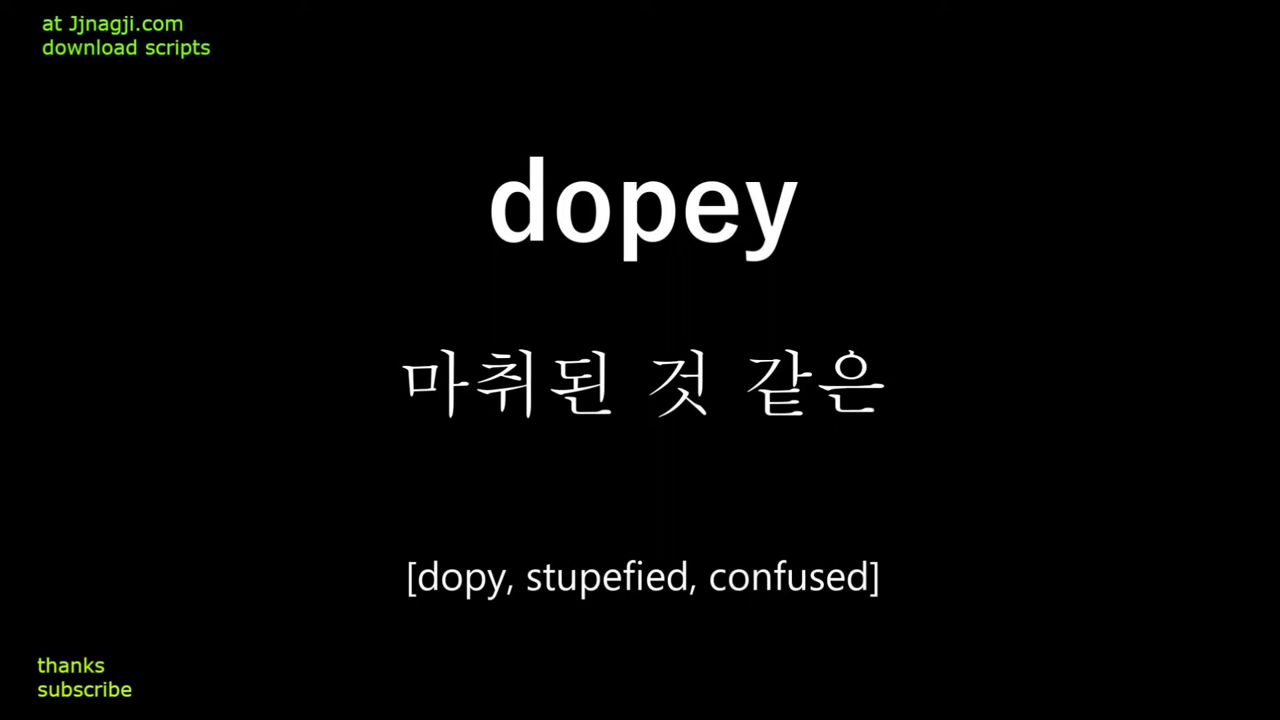 at Jjnagji.com
download scripts
dopey
마취된 것 같은
[dopy, stupefied, confused]
thanks
subscribe